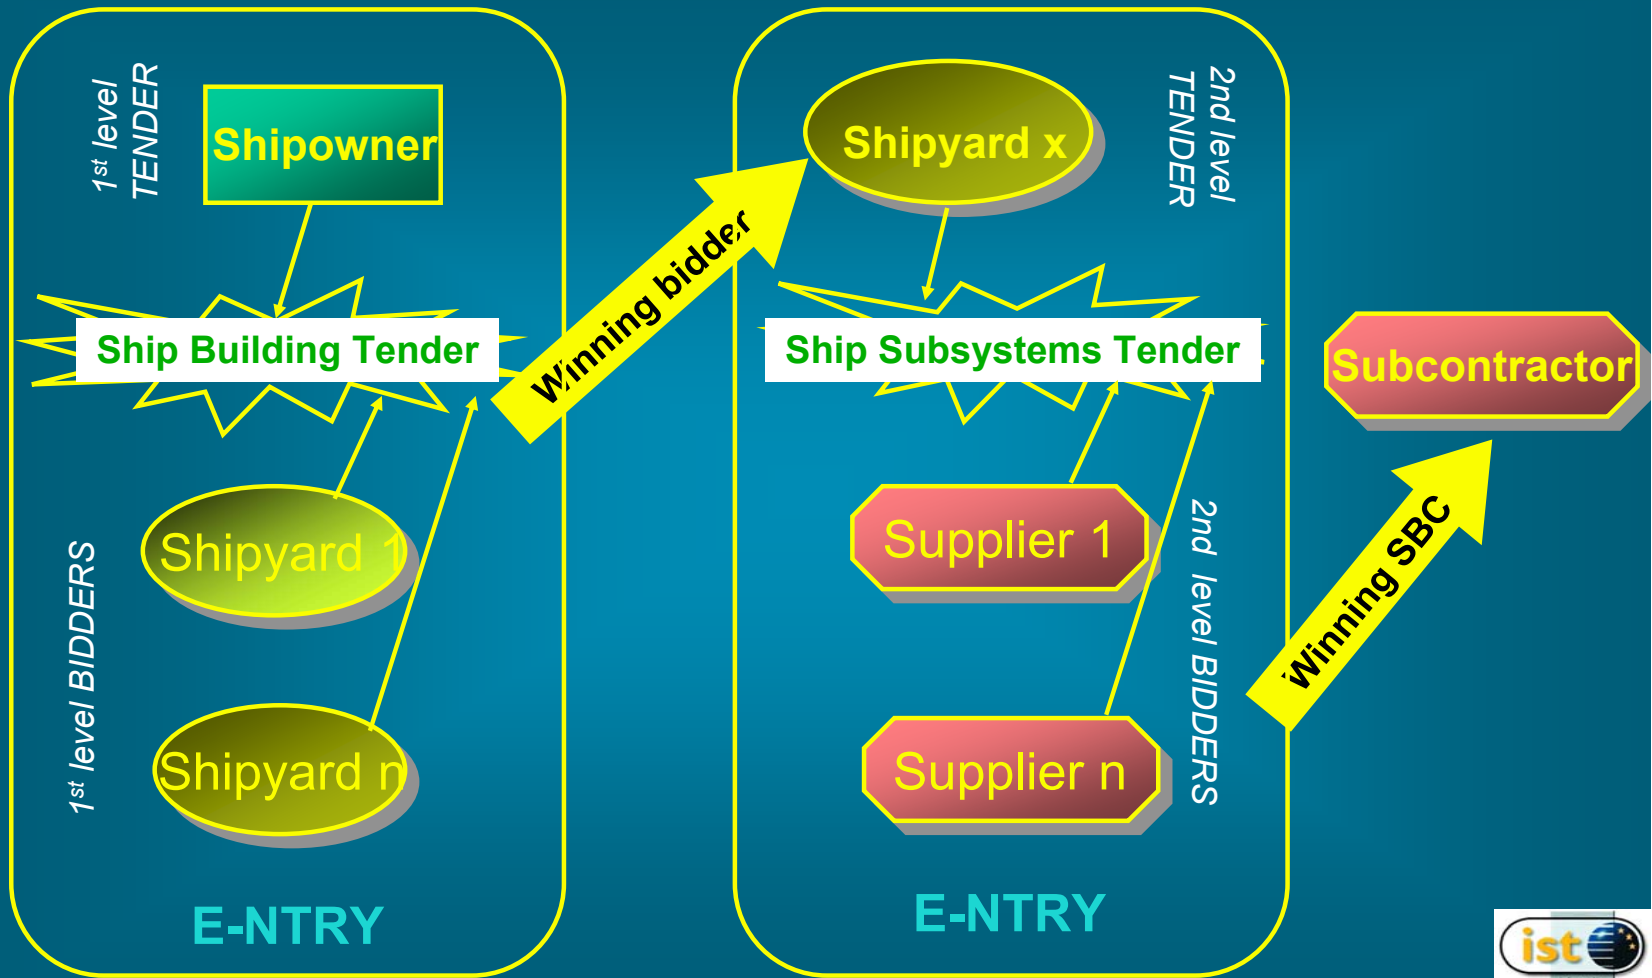 1st level
TENDER
Shipowner
Ship Building Tender
Shipyard 1
Shipyard n
1st level BIDDERS
E-NTRY
Winning bidder
Shipyard x
2nd level
TENDER
Ship Subsystems Tender
Supplier 1
Supplier n
2nd level BIDDERS
E-NTRY
Winning SBC
Subcontractor
ist